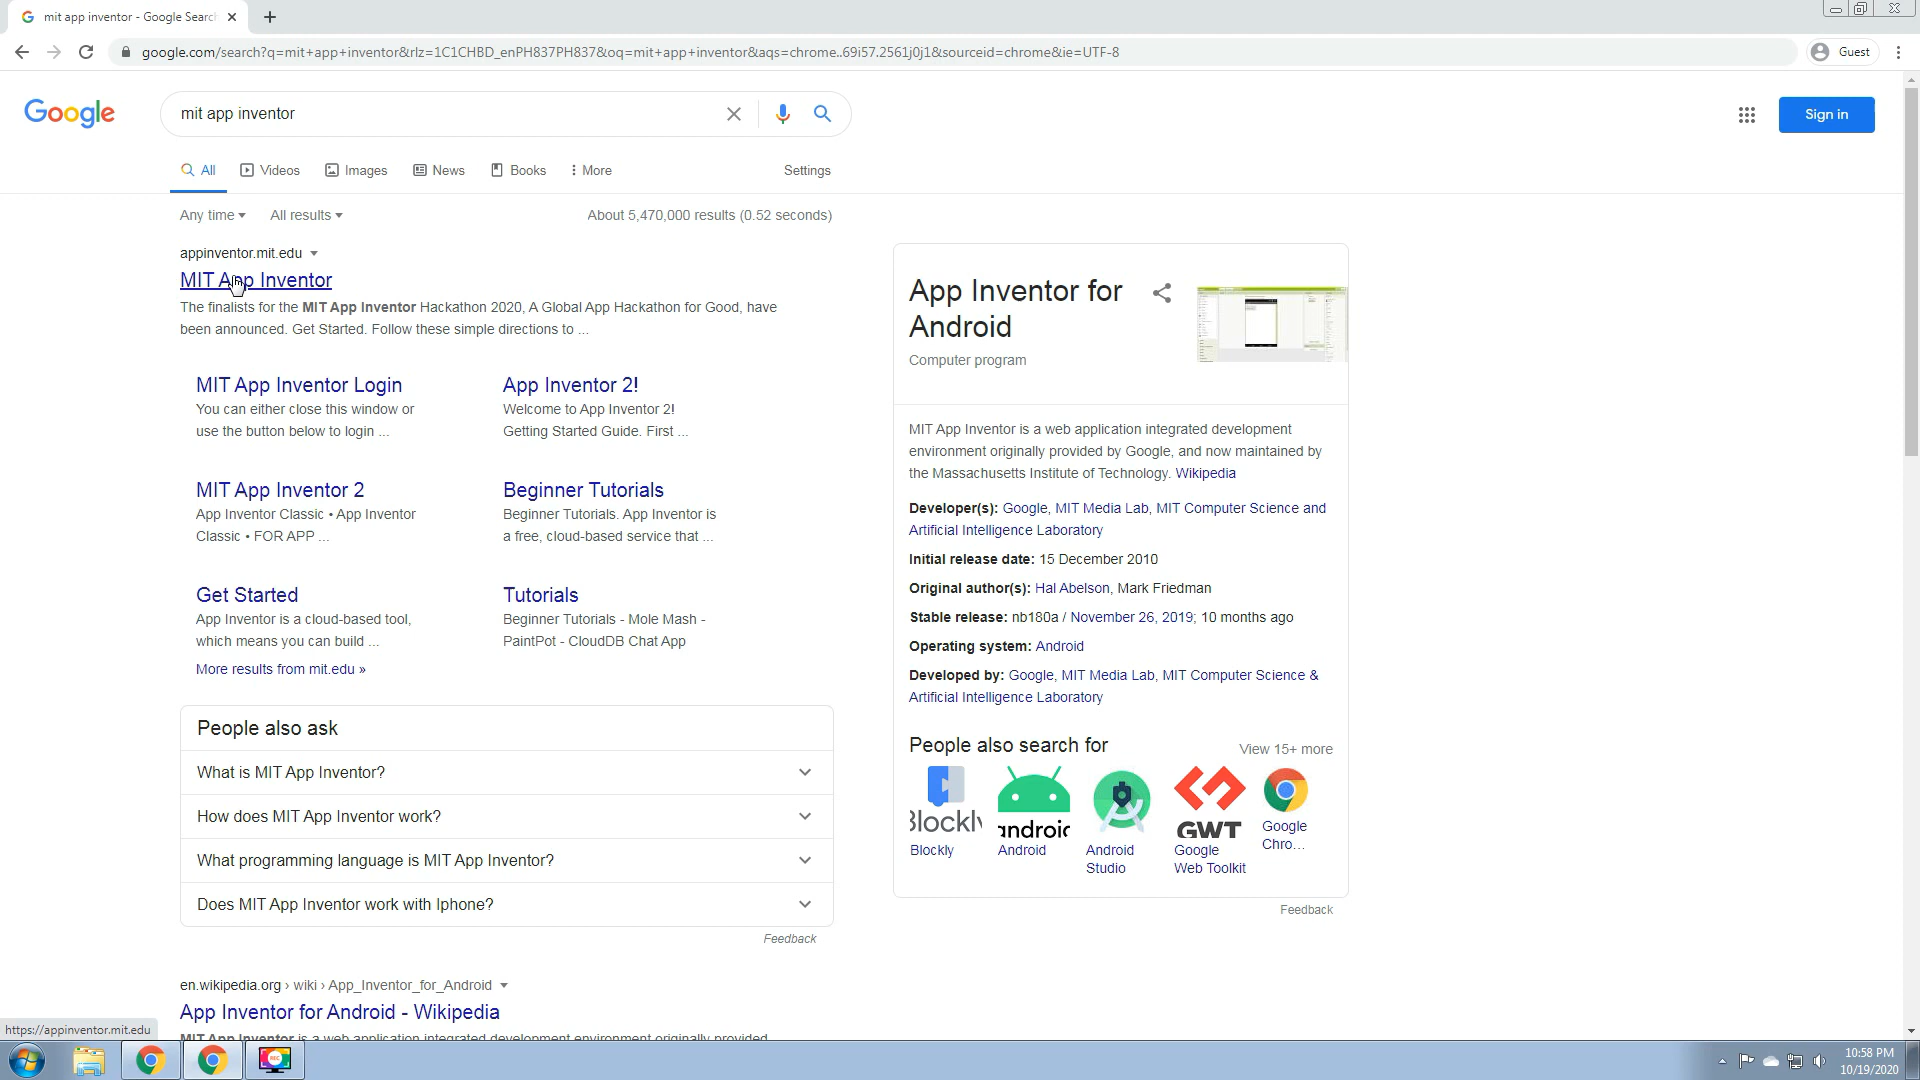 mit app inventor - Google Search
google.com/search?q=mit+app+inventor&rlz=1C1CHBD_enPH837PH837&oq=mit+app+inventor&aqs=chrome..69i57.2561j0j1&sourceid=chrome&ie=UTF-8
Guest
Google
mit app inventor
Sign in
All
Videos
Images
News
Books
More
Settings
Any time
All results
About 5,470,000 results (0.52 seconds)
appinventor.mit.edu
MIT App Inventor
The finalists for the MIT App Inventor Hackathon 2020, A Global App Hackathon for Good, have
been announced. Get Started. Follow these simple directions to ...
MIT App Inventor Login
You can either close this window or
use the button below to login ...
App Inventor 2!
Welcome to App Inventor 2!
Getting Started Guide. First ...
MIT App Inventor 2
App Inventor Classic • App Inventor
Classic • FOR APP ...
Beginner Tutorials
Beginner Tutorials. App Inventor is
a free, cloud-based service that ...
Get Started
App Inventor is a cloud-based tool,
which means you can build ...
Tutorials
Beginner Tutorials - Mole Mash -
PaintPot - CloudDB Chat App
More results from mit.edu »
People also ask
What is MIT App Inventor?
How does MIT App Inventor work?
What programming language is MIT App Inventor?
Does MIT App Inventor work with Iphone?
Feedback
en.wikipedia.org › wiki › App_Inventor_for_Android
App Inventor for Android - Wikipedia
MIT App Inventor is a web application integrated development environment originally provided
App Inventor for
Android
Computer program
MIT App Inventor is a web application integrated development
environment originally provided by Google, and now maintained by
the Massachusetts Institute of Technology. Wikipedia
Developer(s): Google, MIT Media Lab, MIT Computer Science and
Artificial Intelligence Laboratory
Initial release date: 15 December 2010
Original author(s): Hal Abelson, Mark Friedman
Stable release: nb180a / November 26, 2019; 10 months ago
Operating system: Android
Developed by: Google, MIT Media Lab, MIT Computer Science &
Artificial Intelligence Laboratory
People also search for
View 15+ more
Blockly
android
GWT
Blockly
Android
Android
Studio
Google
Web Toolkit
Google
Chro...
Feedback
https://appinventor.mit.edu
10:58 PM
10/19/2020